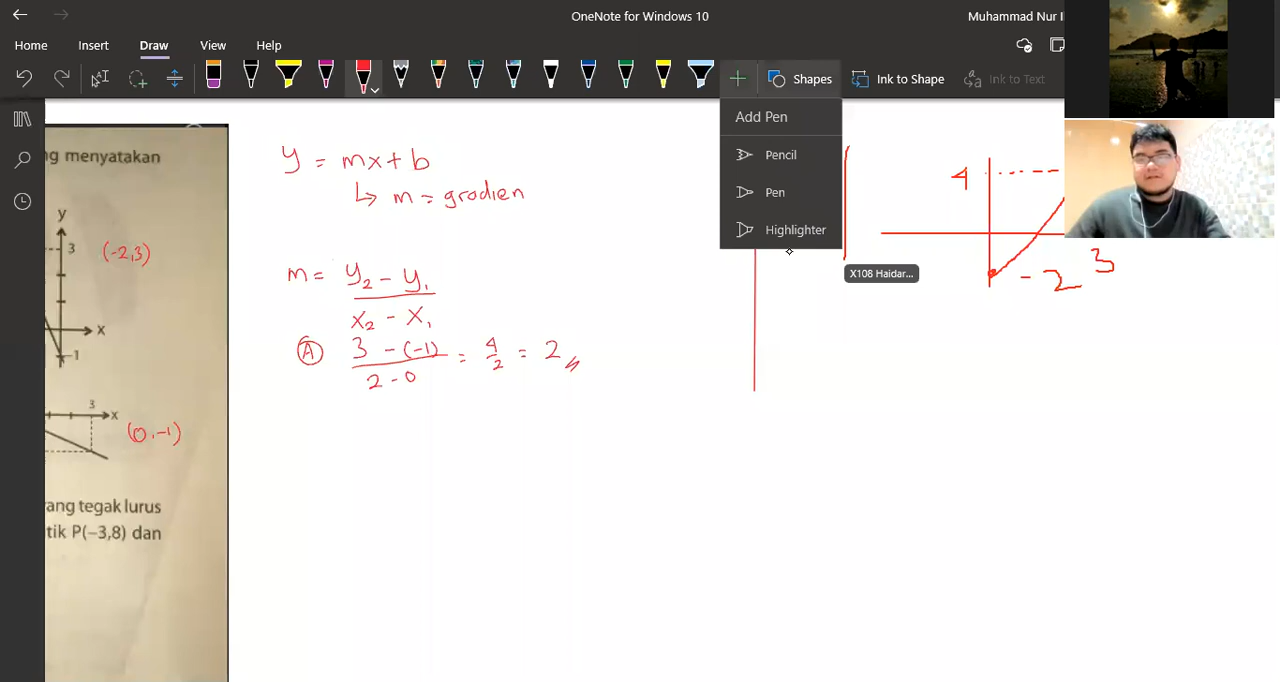 OneNote for Windows 10
Muhammad Nur I
Home Insert Draw View Help
Shapes Ink to Shape Ink to Text
Add Pen
Pencil
Pen
Highlighter
X108 Haidar...
ng menyatakan
y
3
(-2,3)
x
-1
3
x
(0,-1)
ang tegak lurus
tik P(−3,8) dan
y = mx + b
↳ m = gradien
m = y₂ - y₁
x₂ - x₁
Ⓐ 3 - (-1) = 4/2 = 2
2 - 0
4
-2 3